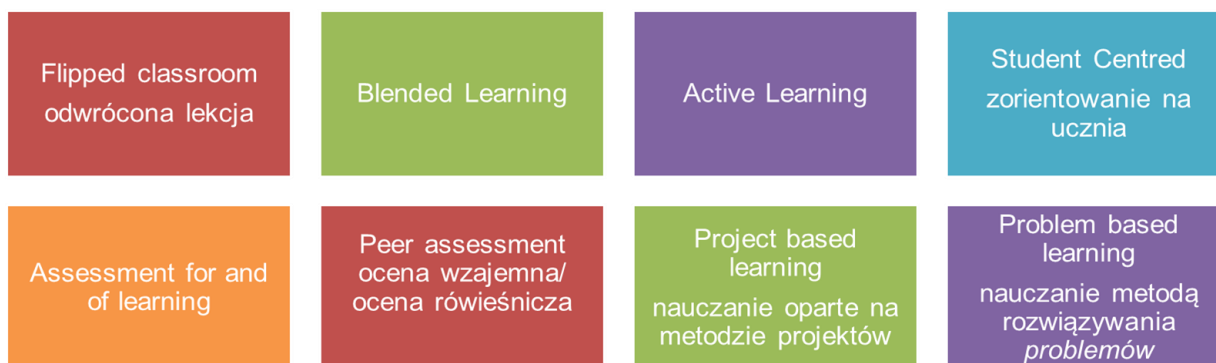 Flipped classroom
odwrócona lekcja
Blended Learning
Active Learning
Student Centred
zorientowanie na
ucznia
Assessment for and
of learning
Peer assessment
ocena wzajemna/
ocena rówieśnicza
Project based
learning
nauczanie oparte na
metodzie projektów
Problem based
learning
nauczanie metodą
rozwiązywania
problemów